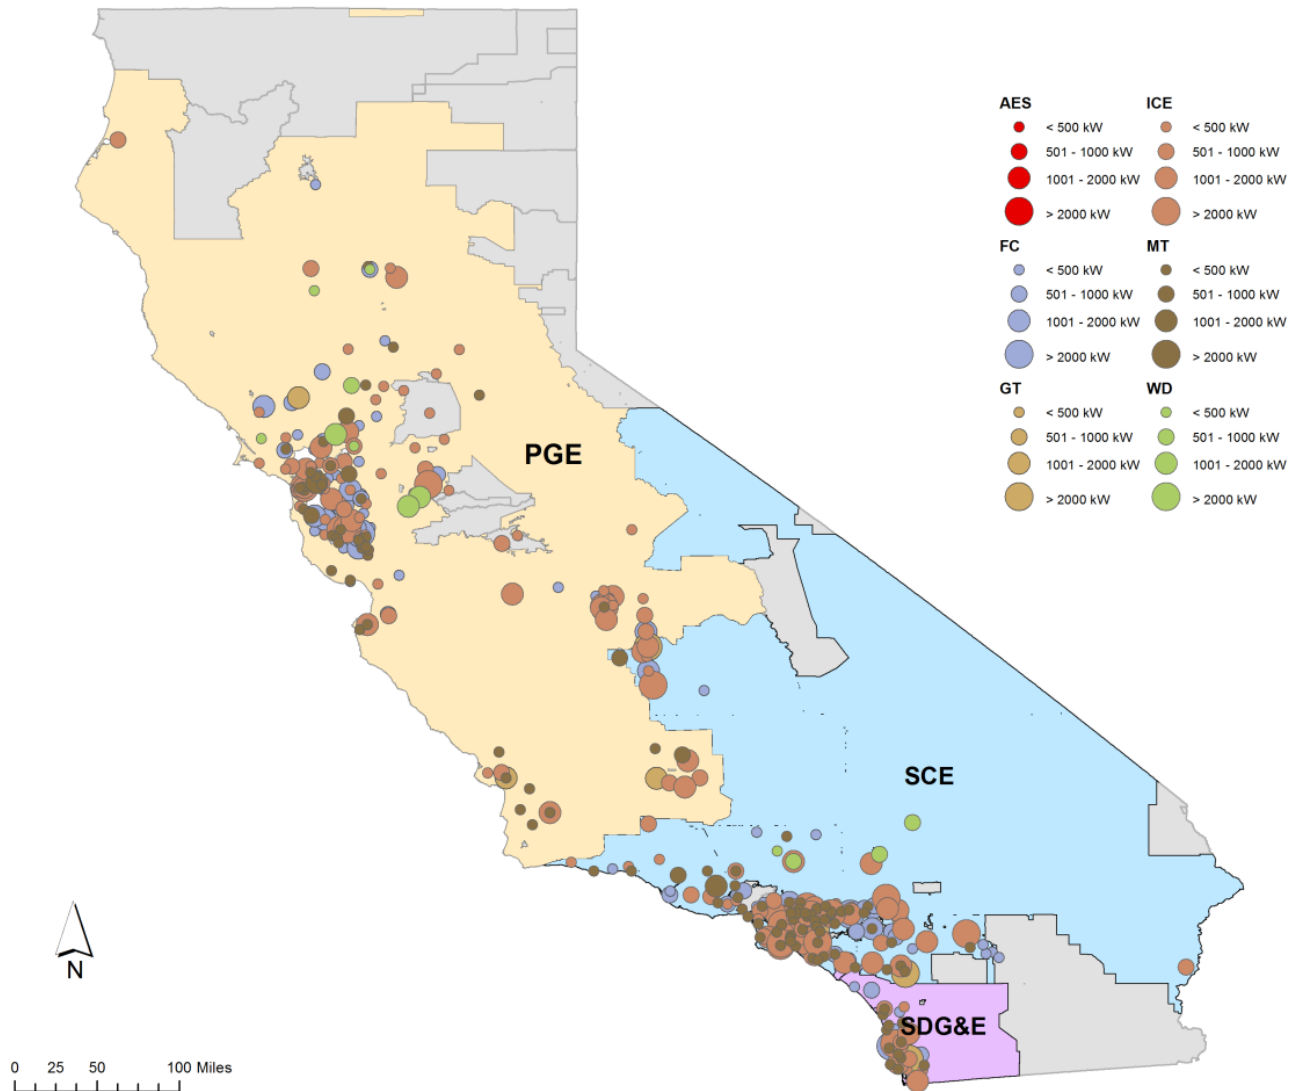 AES ICE
< 500 kW < 500 kW
501 - 1000 kW 501 - 1000 kW
1001 - 2000 kW 1001 - 2000 kW
> 2000 kW > 2000 kW
FC MT
< 500 kW < 500 kW
501 - 1000 kW 501 - 1000 kW
1001 - 2000 kW 1001 - 2000 kW
> 2000 kW > 2000 kW
GT WD
< 500 kW < 500 kW
501 - 1000 kW 501 - 1000 kW
1001 - 2000 kW 1001 - 2000 kW
> 2000 kW > 2000 kW
PGE
SCE
N
SDG&E
0 25 50 100 Miles